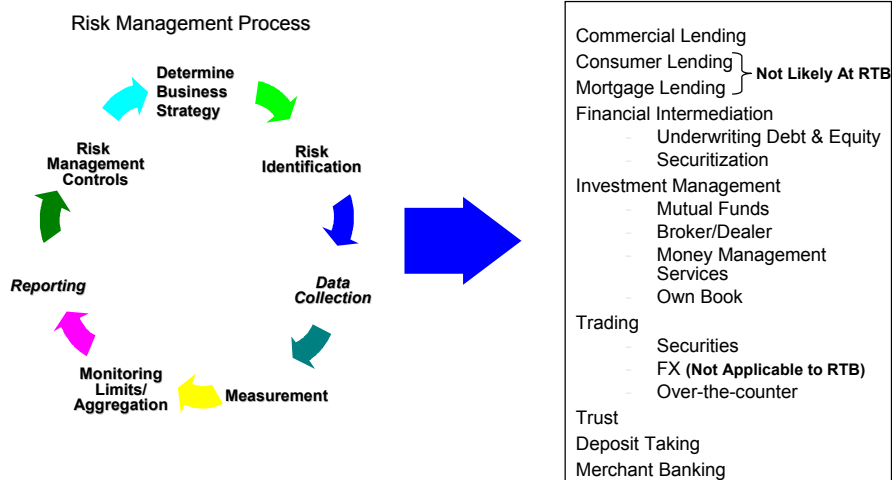 Risk Management Process
Determine
Business
Strategy
Risk
Identification
Data
Collection
Measurement
Monitoring
Limits/
Aggregation
Reporting
Risk
Management
Controls
Commercial Lending
Consumer Lending
Mortgage Lending
Not Likely At RTB
Financial Intermediation
- Underwriting Debt & Equity
- Securitization
Investment Management
- Mutual Funds
- Broker/Dealer
- Money Management
Services
- Own Book
Trading
- Securities
- FX (Not Applicable to RTB)
- Over-the-counter
Trust
Deposit Taking
Merchant Banking